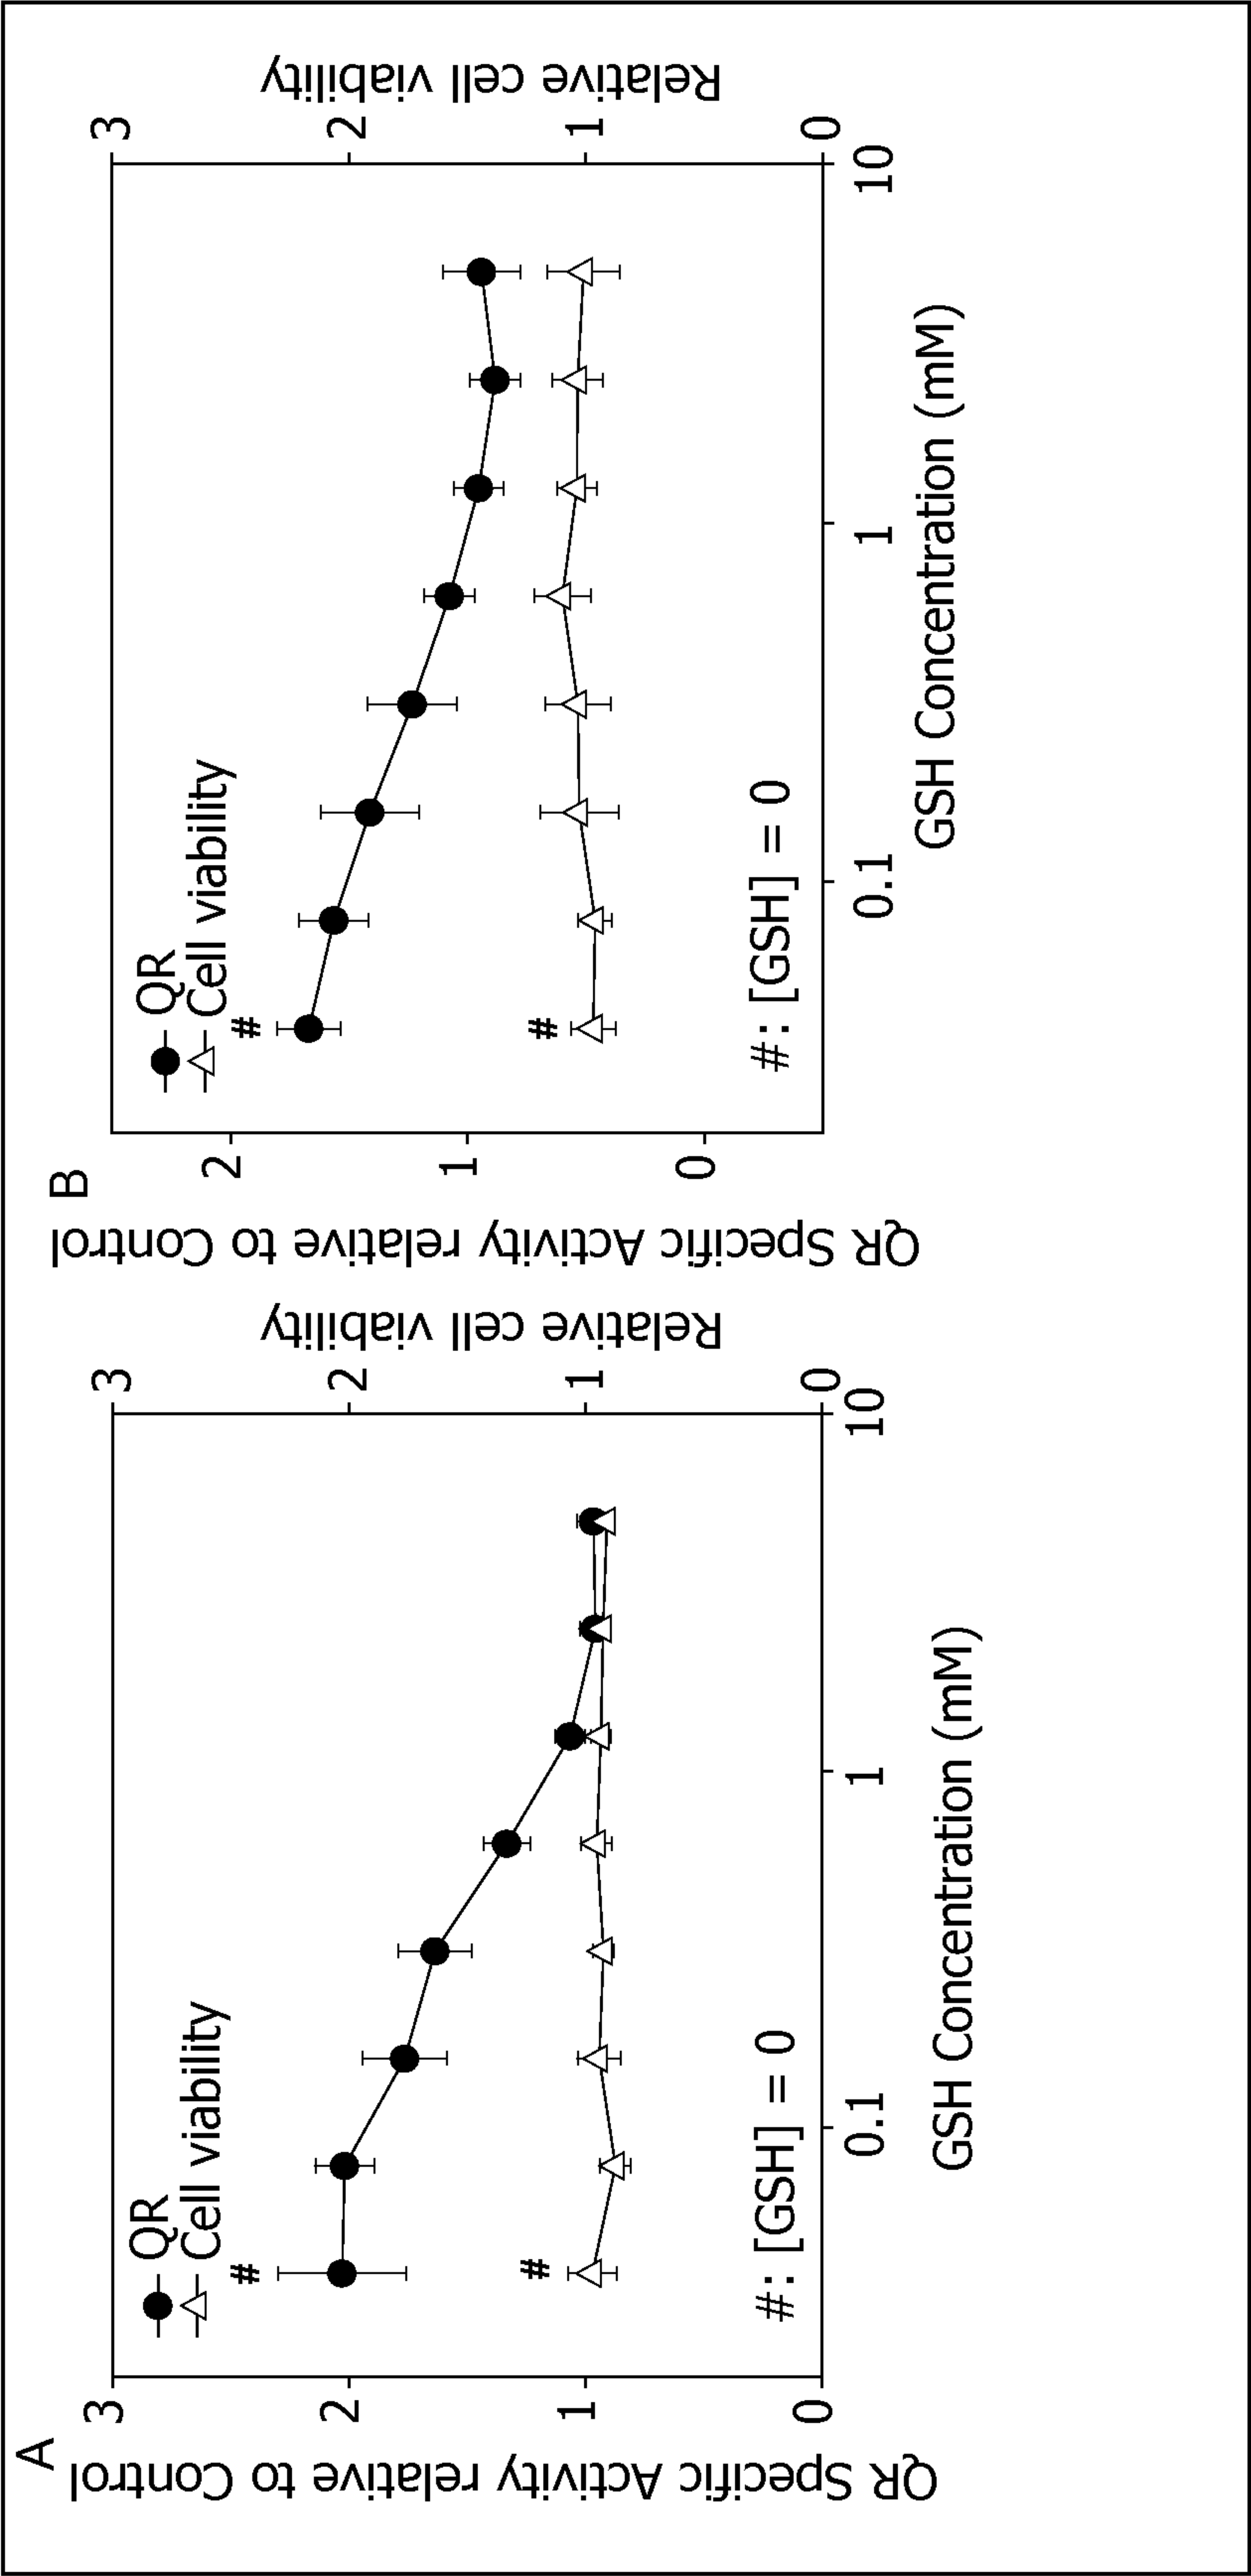 A
QR Specific Activity relative to Control
3
2
1
0
QR
Cell viability
#
#
#: [GSH] = 0
0.1
1
10
GSH Concentration (mM)
3
2
1
0
Relative cell viability
B
QR Specific Activity relative to Control
2
1
0
QR
Cell viability
#
#
#: [GSH] = 0
0.1
1
10
GSH Concentration (mM)
3
2
1
0
Relative cell viability